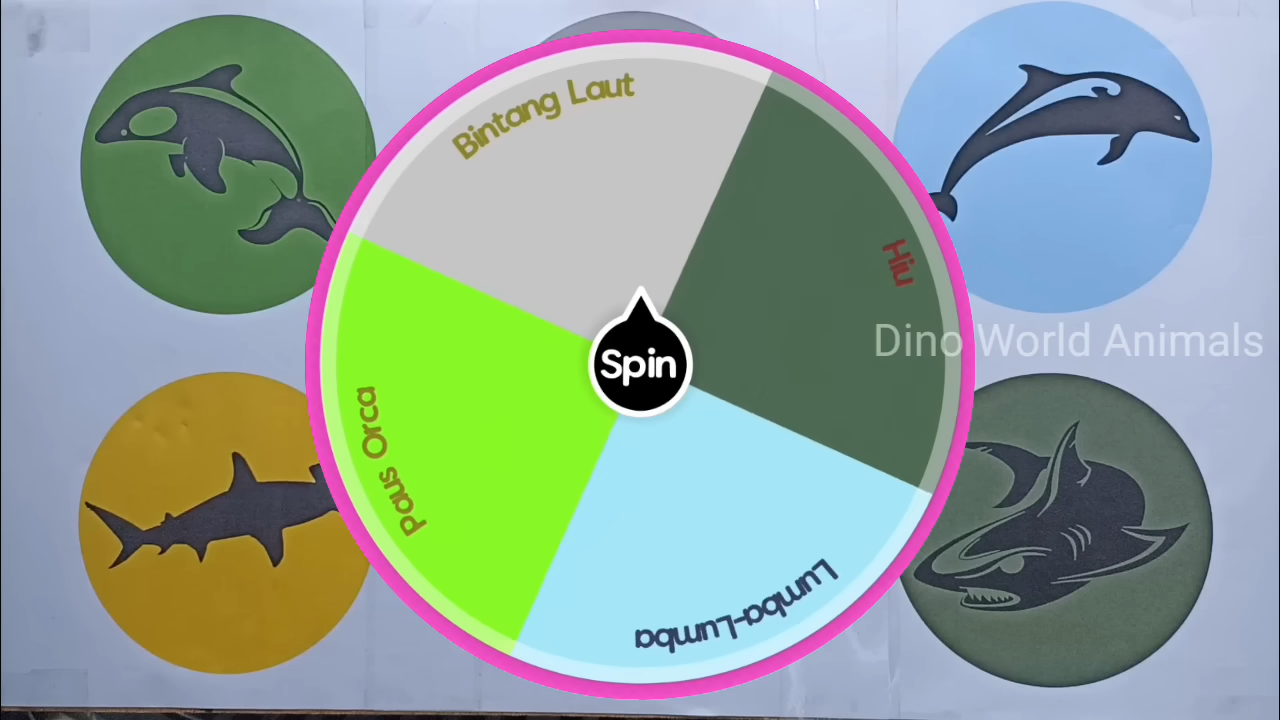 Bintang Laut
Hiu
Spin
Dino World Animals
Paus Orca
Lumba-Lumba